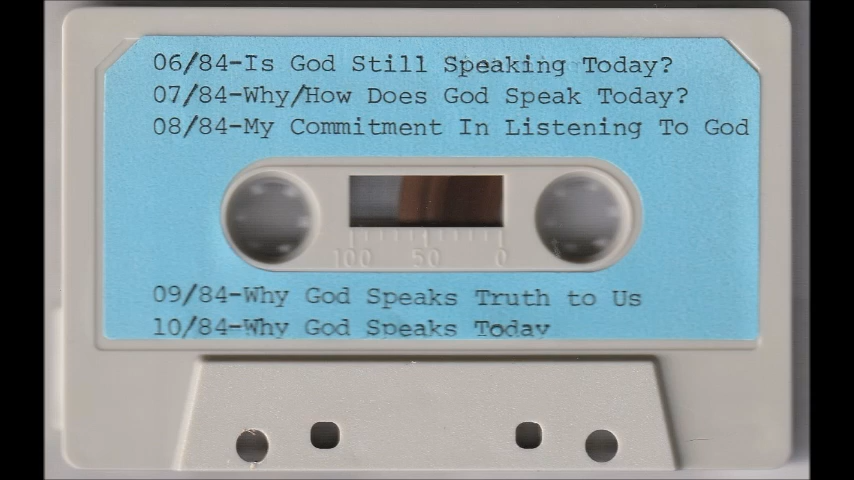 06/84-Is God Still Speaking Today?
07/84-Why/How Does God Speak Today?
08/84-My Commitment In Listening To God
100 50 0
09/84-Why God Speaks Truth to Us
10/84-Why God Speaks Today